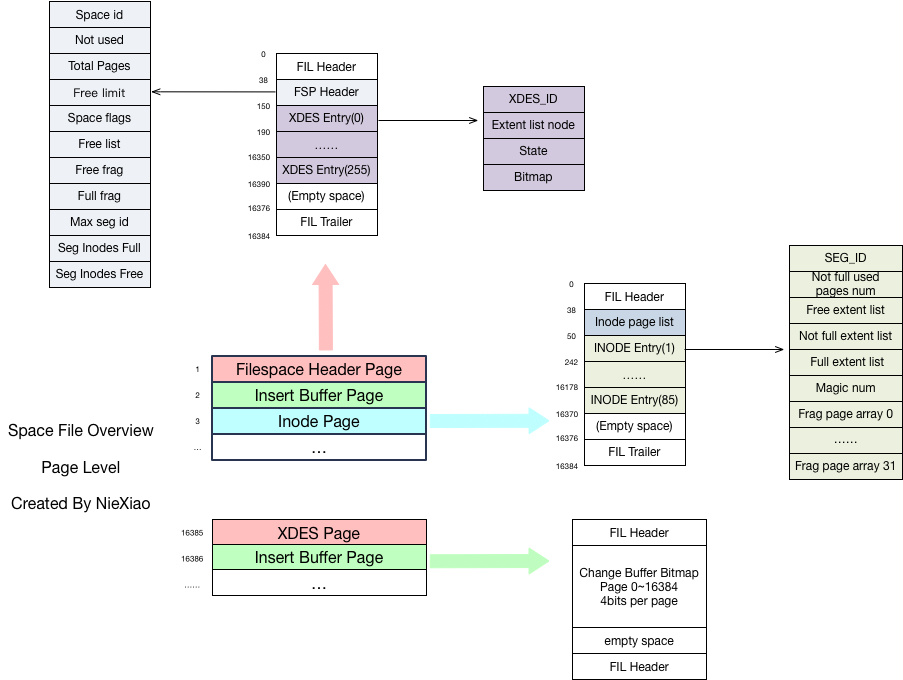 Space id
Not used
Total Pages
Free limit
Space flags
Free list
Free frag
Full frag
Max seg id
Seg Inodes Full
Seg Inodes Free
0
FIL Header
38
FSP Header
150
XDES Entry(0)
190
......
16350
XDES Entry(255)
16390
(Empty space)
16376
FIL Trailer
16384
XDES_ID
Extent list node
State
Bitmap
SEG_ID
Not full used
pages num
Free extent list
Not full extent list
Full extent list
Magic num
Frag page array 0
......
Frag page array 31
0
FIL Header
38
Inode page list
50
INODE Entry(1)
242
......
16178
INODE Entry(85)
16370
(Empty space)
16376
FIL Trailer
16384
1
Filespace Header Page
2
Insert Buffer Page
3
Inode Page
...
...
Space File Overview
Page Level
Created By NieXiao
16385
XDES Page
16386
Insert Buffer Page
......
...
FIL Header
Change Buffer Bitmap
Page 0~16384
4bits per page
empty space
FIL Header